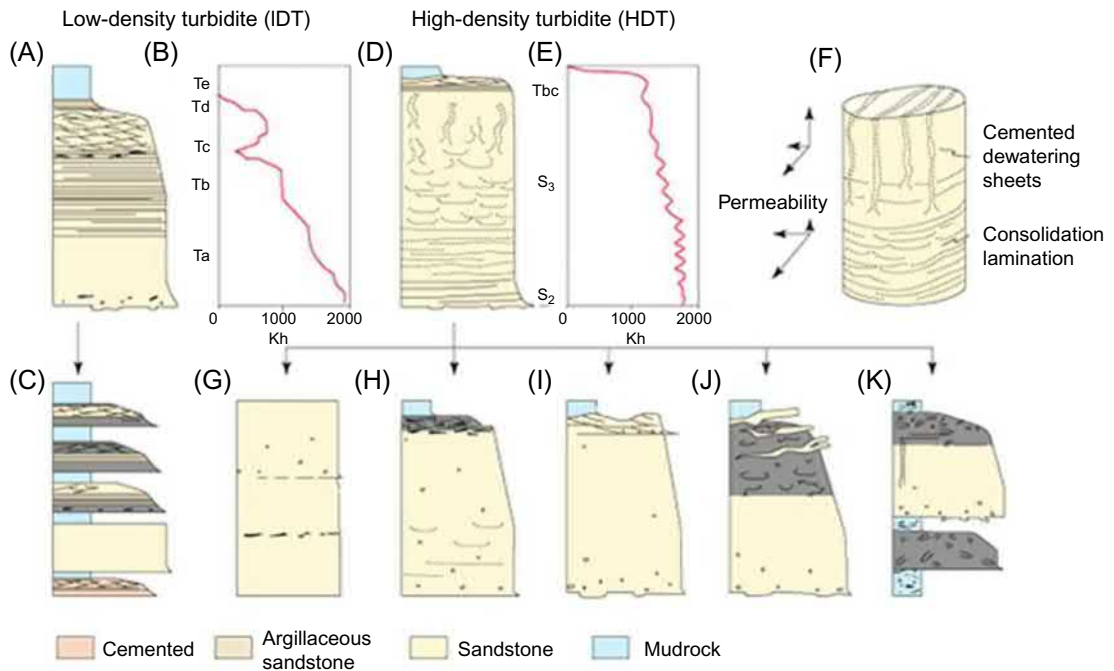 Low-density turbidite (lDT)
High-density turbidite (HDT)
(A)
(B)
(D)
(E)
(F)
Te
Td
Tc
Tb
Ta
0
1000
2000
Kh
Tbc
S3
S2
0
1000
2000
Kh
Permeability
Cemented
dewatering
sheets
Consolidation
lamination
(C)
(G)
(H)
(I)
(J)
(K)
Cemented
Argillaceous
sandstone
Sandstone
Mudrock